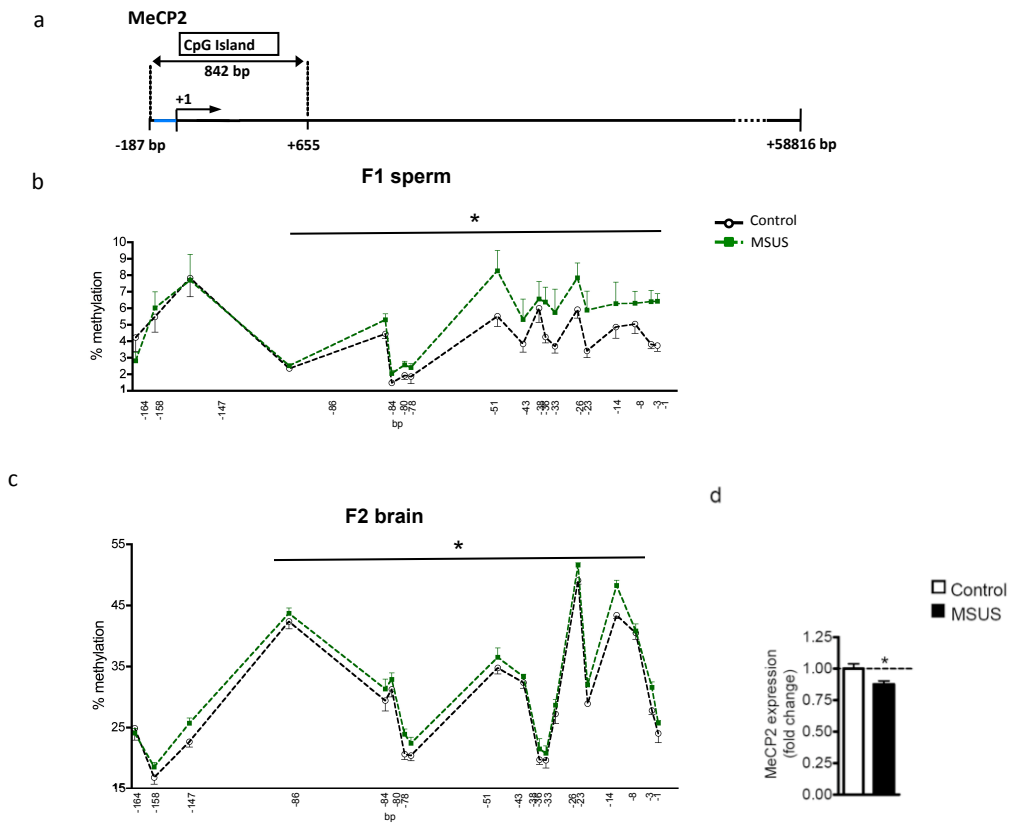 a
MeCP2
CpG Island
842 bp
+1
-187 bp
+655
+58816 bp
b
F1 sperm
*
Control
MSUS
% methylation
10
9
8
7
6
5
4
3
2
1
-164 -158 -147 -86 -84 -80 -78 -51 -43 -38 -36 -33 -26 -23 -14 -8 -3 -1
bp
c
F2 brain
*
% methylation
55
45
35
25
15
-164 -158 -147 -86 -84 -80 -78 -51 -43 -38 -36 -33 -26 -23 -14 -8 -3 -1
bp
d
Control
MSUS
MeCP2 expression
(fold change)
1.25
1.00
0.75
0.50
0.25
0.00
*